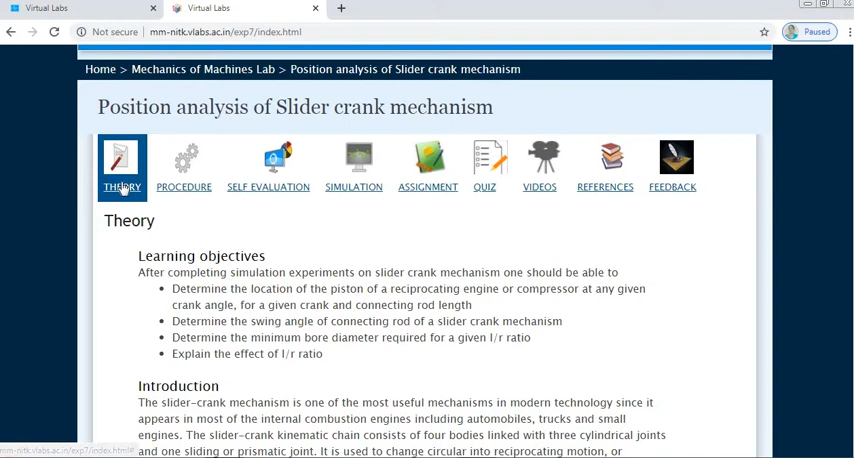 Virtual Labs
Virtual Labs
Not secure | mm-nitk.vlabs.ac.in/exp7/index.html
Paused
Home > Mechanics of Machines Lab > Position analysis of Slider crank mechanism
Position analysis of Slider crank mechanism
THEORY PROCEDURE SELF EVALUATION SIMULATION ASSIGNMENT QUIZ VIDEOS REFERENCES FEEDBACK
Theory
Learning objectives
After completing simulation experiments on slider crank mechanism one should be able to
• Determine the location of the piston of a reciprocating engine or compressor at any given
crank angle, for a given crank and connecting rod length
• Determine the swing angle of connecting rod of a slider crank mechanism
• Determine the minimum bore diameter required for a given l/r ratio
• Explain the effect of l/r ratio
Introduction
The slider-crank mechanism is one of the most useful mechanisms in modern technology since it
appears in most of the internal combustion engines including automobiles, trucks and small
engines. The slider-crank kinematic chain consists of four bodies linked with three cylindrical joints
and one sliding or prismatic joint. It is used to change circular into reciprocating motion, or
mm-nitk.vlabs.ac.in/exp7/index.html#